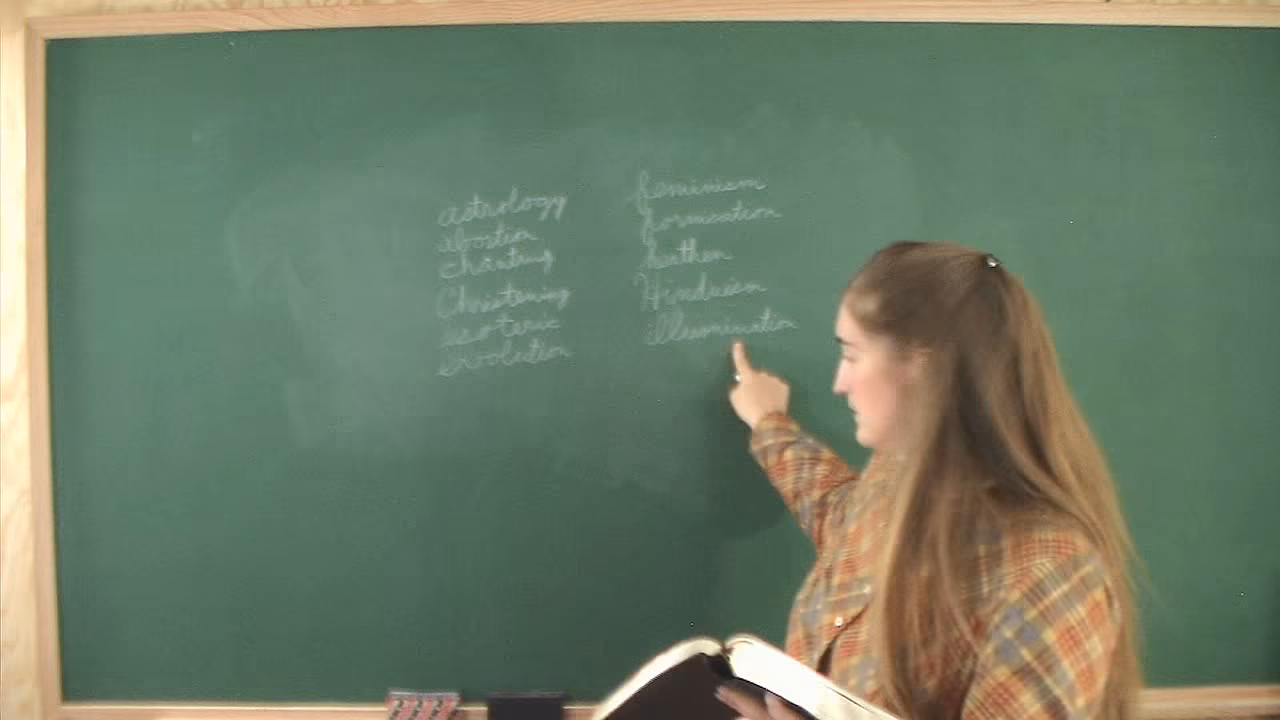 astrology
abortion
chanting
Christening
esoteric
evolution
feminism
fornication
heathen
Hinduism
illumination